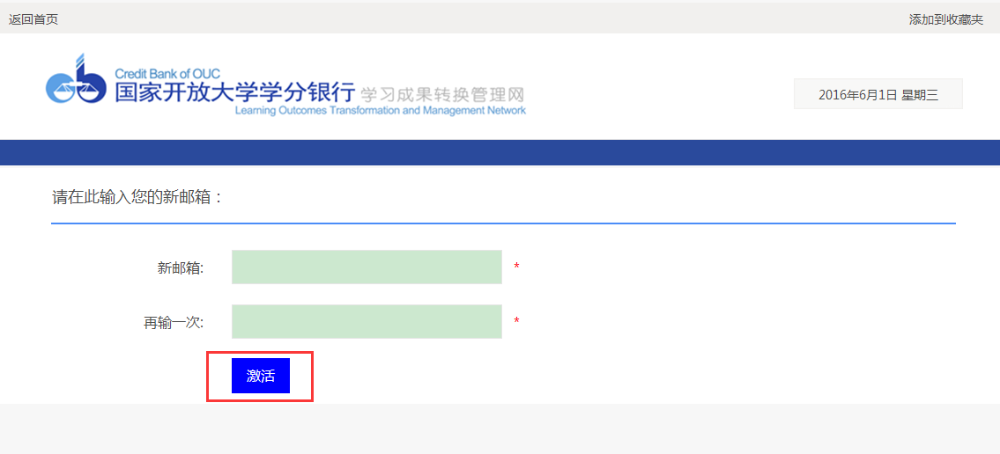 返回首页
添加到收藏夹
Credit Bank of OUC
国家开放大学学分银行 学习成果转换管理网
Learning Outcomes Transformation and Management Network
2016年6月1日 星期三
请在此输入您的新邮箱：
新邮箱: *
再输一次: *
激活